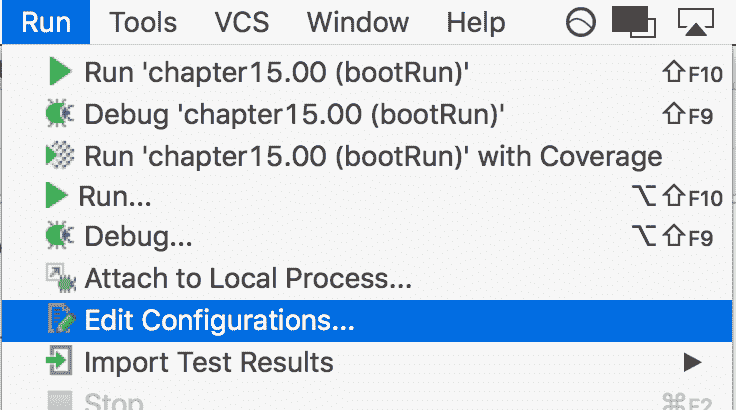 Run Tools VCS Window Help
Run 'chapter15.00 (bootRun)' ⇧F10
Debug 'chapter15.00 (bootRun)' ⇧F9
Run 'chapter15.00 (bootRun)' with Coverage
Run... ⌥⇧F10
Debug... ⌥⇧F9
Attach to Local Process...
Edit Configurations...
Import Test Results
Stop ⌘F2